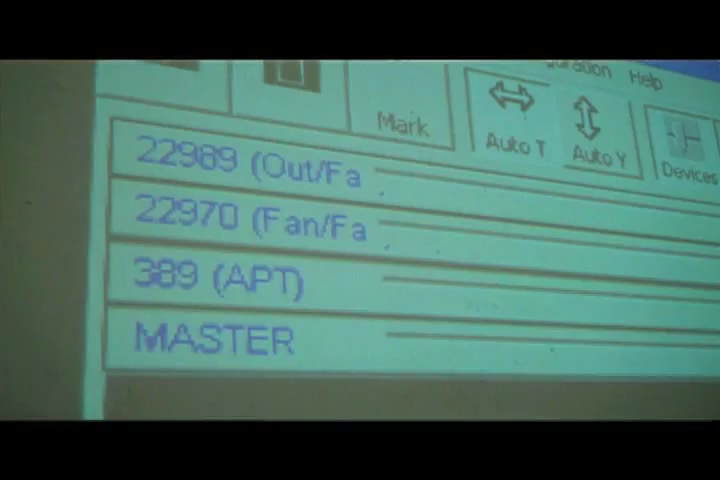 Help
Mark
Auto T
Auto Y
Devices
22989 (Out/Fa
22970 (Fan/Fa
389 (APT)
MASTER